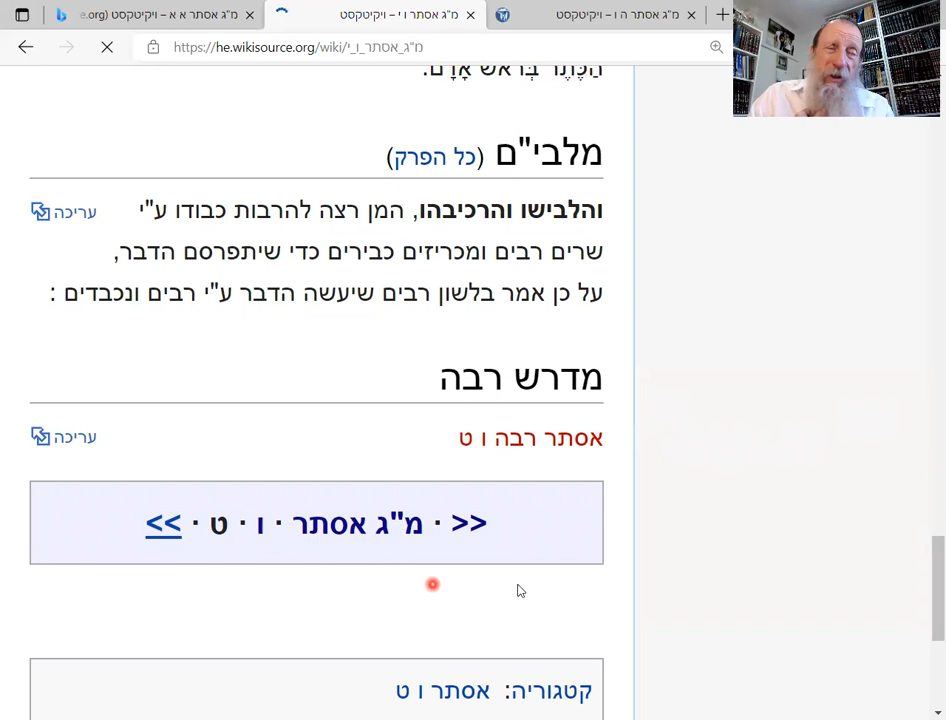 מ"ג אסתר א א – ויקיטקסט (e.org
מ"ג אסתר ו י – ויקיטקסט
מ"ג אסתר ה ו – ויקיטקסט
https://he.wikisource.org/wiki/מ"ג_אסתר_ו_י
הַכֶּתֶר בְּרֹאשׁ אָדָם.
מלבי"ם (כל הפרק)
והלבישו והרכיבהו, המן רצה להרבות כבודו ע"י
עריכה
שרים רבים ומכריזים כבירים כדי שיתפרסם הדבר,
על כן אמר בלשון רבים שיעשה הדבר ע"י רבים ונכבדים :
מדרש רבה
אסתר רבה ו ט
עריכה
<< · מ"ג אסתר · ו · ט · >>
קטגוריה: אסתר ו ט